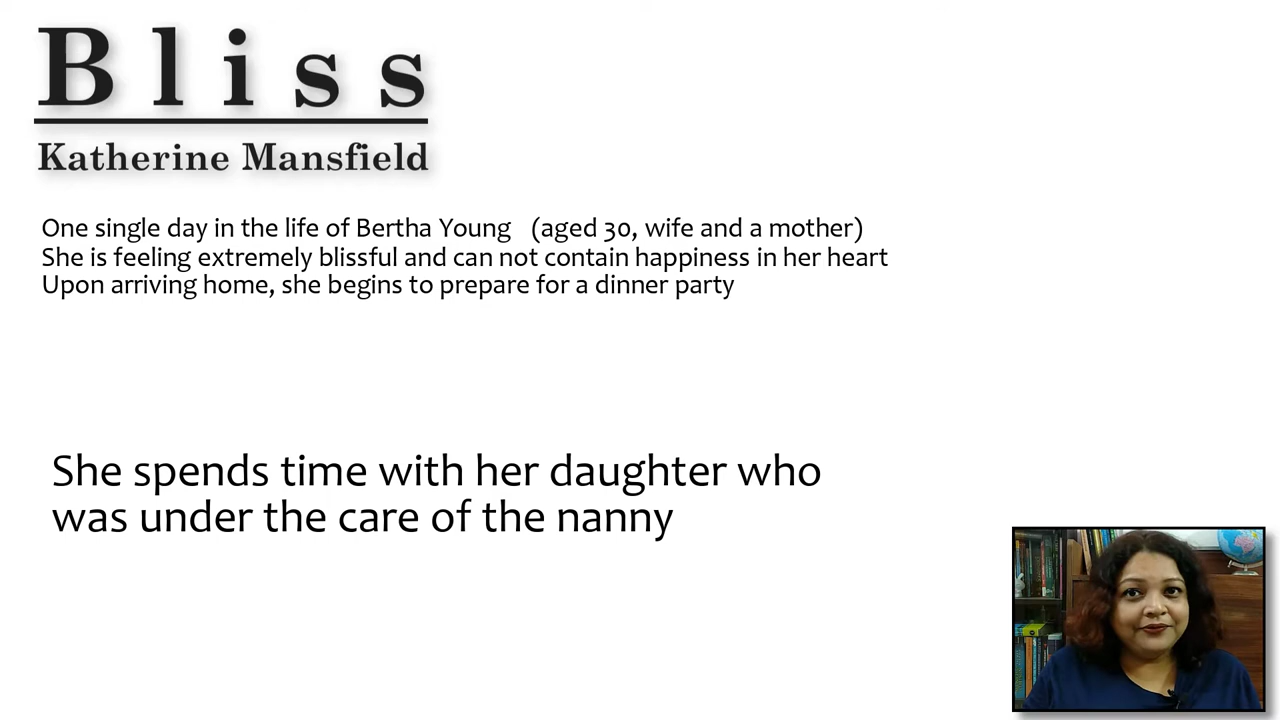 Bliss
Katherine Mansfield
One single day in the life of Bertha Young (aged 30, wife and a mother)
She is feeling extremely blissful and can not contain happiness in her heart
Upon arriving home, she begins to prepare for a dinner party
She spends time with her daughter who
was under the care of the nanny